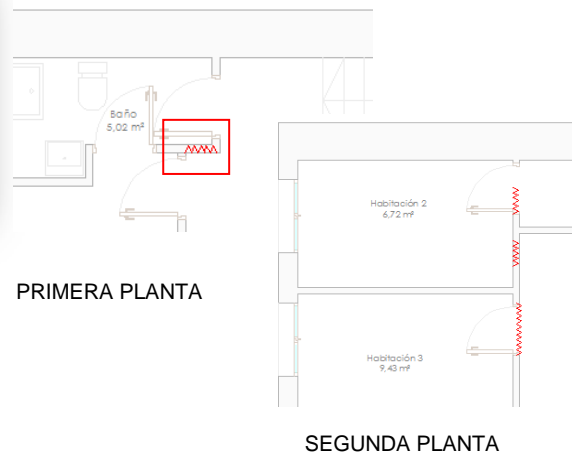 Baño
5,02 m²
PRIMERA PLANTA
Habitación 2
6,72 m²
Habitación 3
9,43 m²
SEGUNDA PLANTA